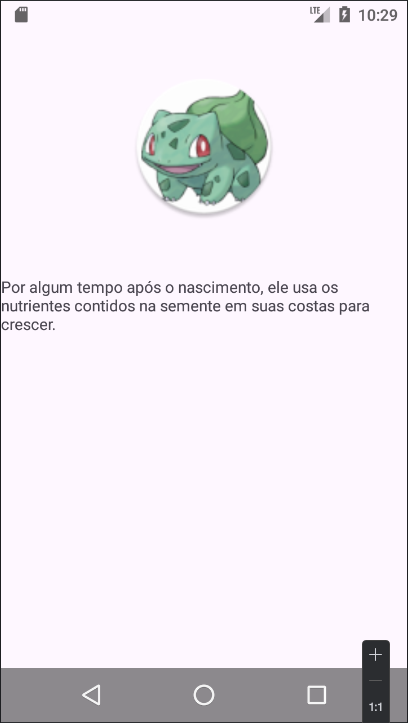 LTE 10:29
Por algum tempo após o nascimento, ele usa os
nutrientes contidos na semente em suas costas para
crescer.
1:1